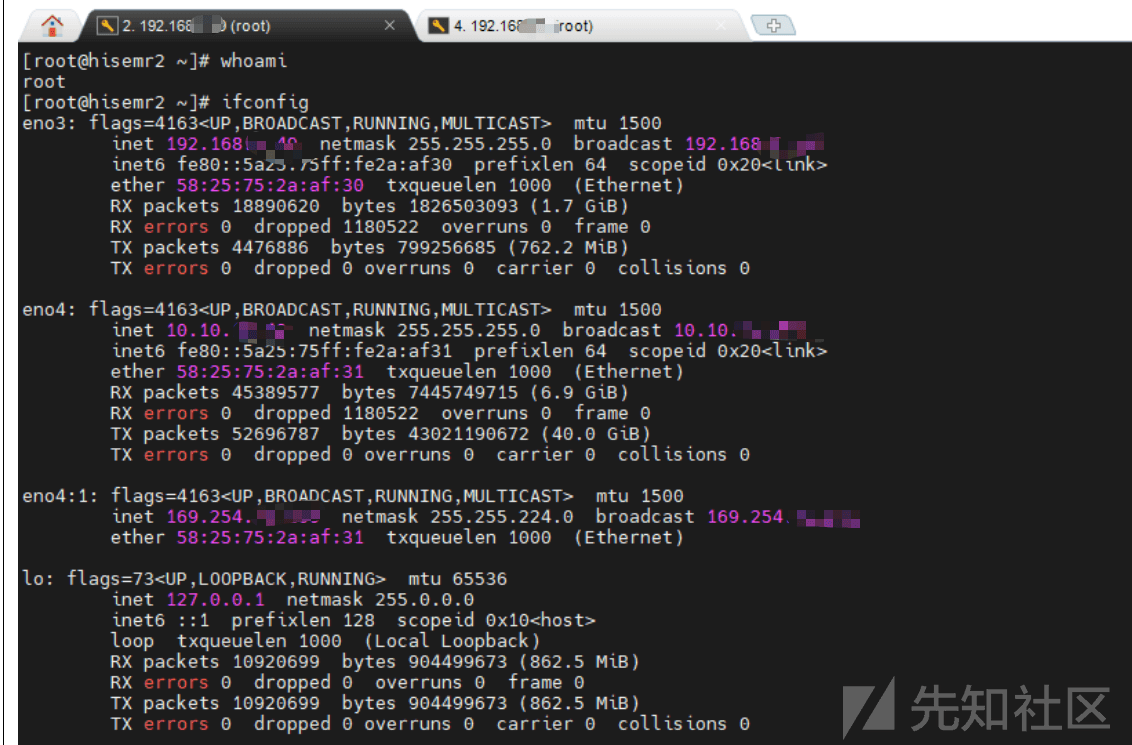 2. 192.168 (root)
4. 192.168 root)
[root@hisemr2 ~]# whoami
root
[root@hisemr2 ~]# ifconfig
eno3: flags=4163<UP,BROADCAST,RUNNING,MULTICAST>  mtu 1500
        inet 192.168  netmask 255.255.255.0  broadcast 192.168
        inet6 fe80::5a25:75ff:fe2a:af30  prefixlen 64  scopeid 0x20<link>
        ether 58:25:75:2a:af:30  txqueuelen 1000  (Ethernet)
        RX packets 18890620  bytes 1826503093 (1.7 GiB)
        RX errors 0  dropped 1180522  overruns 0  frame 0
        TX packets 4476886  bytes 799256685 (762.2 MiB)
        TX errors 0  dropped 0 overruns 0  carrier 0  collisions 0
eno4: flags=4163<UP,BROADCAST,RUNNING,MULTICAST>  mtu 1500
        inet 10.10.  netmask 255.255.255.0  broadcast 10.10.
        inet6 fe80::5a25:75ff:fe2a:af31  prefixlen 64  scopeid 0x20<link>
        ether 58:25:75:2a:af:31  txqueuelen 1000  (Ethernet)
        RX packets 45389577  bytes 7445749715 (6.9 GiB)
        RX errors 0  dropped 1180522  overruns 0  frame 0
        TX packets 52696787  bytes 43021190672 (40.0 GiB)
        TX errors 0  dropped 0 overruns 0  carrier 0  collisions 0
eno4:1: flags=4163<UP,BROADCAST,RUNNING,MULTICAST>  mtu 1500
        inet 169.254.  netmask 255.255.224.0  broadcast 169.254.
        ether 58:25:75:2a:af:31  txqueuelen 1000  (Ethernet)
lo: flags=73<UP,LOOPBACK,RUNNING>  mtu 65536
        inet 127.0.0.1  netmask 255.0.0.0
        inet6 ::1  prefixlen 128  scopeid 0x10<host>
        loop  txqueuelen 1000  (Local Loopback)
        RX packets 10920699  bytes 904499673 (862.5 MiB)
        RX errors 0  dropped 0  overruns 0  frame 0
        TX packets 10920699  bytes 904499673 (862.5 MiB)
        TX errors 0  dropped 0 overruns 0  carrier 0  collisions 0
先知社区